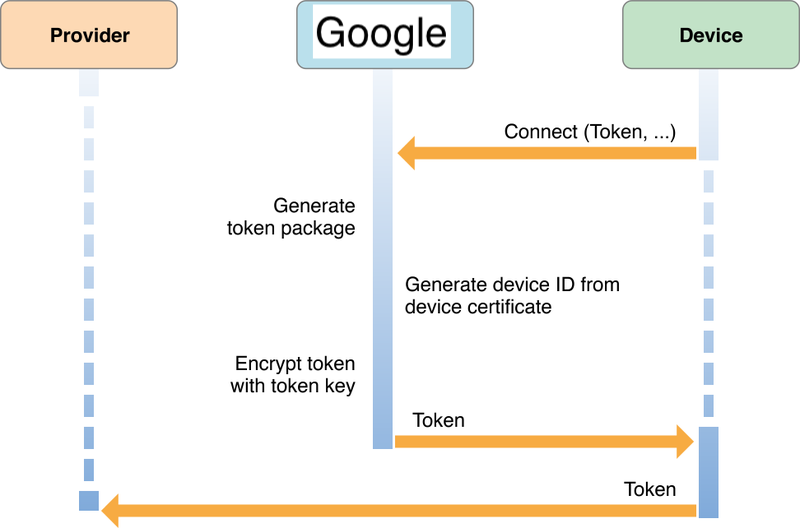 Provider
Google
Device
Connect (Token, ...)
Generate
token package
Generate device ID from
device certificate
Encrypt token
with token key
Token
Token